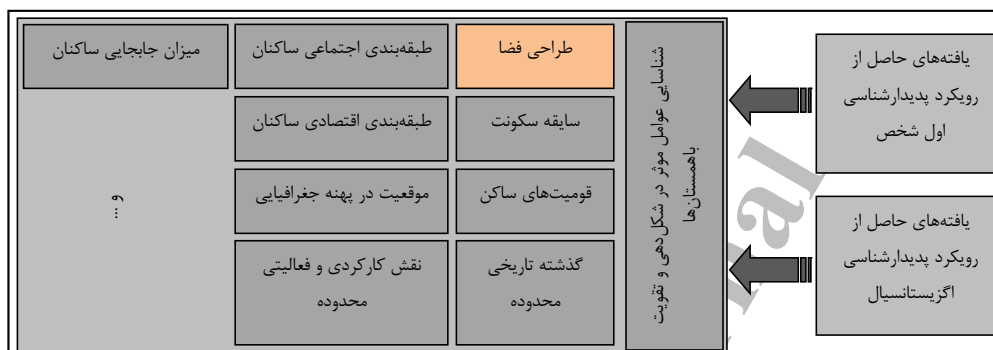 یافته‌های حاصل از
رویکرد پدیدارشناسی
اول شخص
یافته‌های حاصل از
رویکرد پدیدارشناسی
اگزیستانسیال
شناسایی عوامل موثر در شکل‌دهی و تقویت
باهمستان‌ها
طراحی فضا
سایقه سکونت
قومیت‌های ساکن
گذشته تاریخی
محدوده
طبقه‌بندی اجتماعی ساکنان
طبقه‌بندی اقتصادی ساکنان
موقعیت در پهنه جغرافیایی
نقش کارکردی و فعالیتی
محدوده
میزان جابجایی ساکنان
و ...